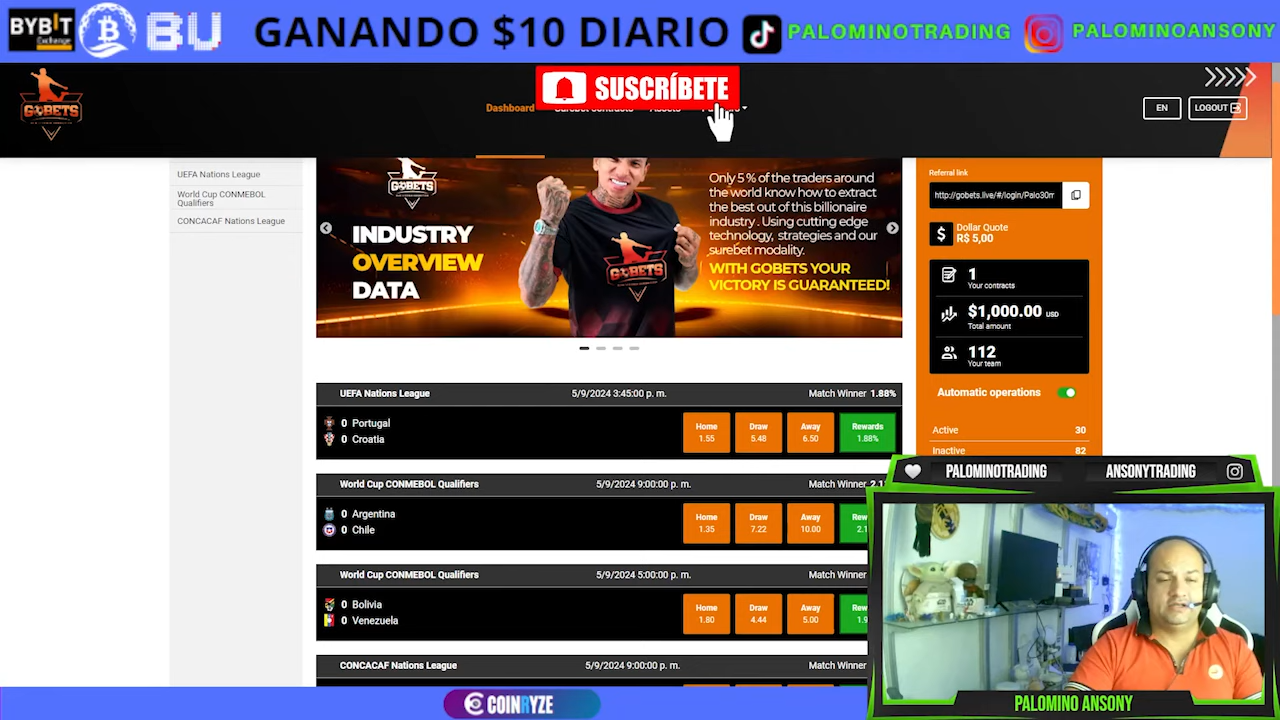 BYBIT
Exchange
GANANDO $10 DIARIO
PALOMINOTRADING
PALOMINOANSONY
SUSCRÍBETE
GOBETS
Dashboard
EN
LOGOUT
UEFA Nations League
World Cup CONMEBOL
Qualifiers
CONCACAF Nations League
GOBETS
INDUSTRY
OVERVIEW
DATA
GOBETS
Only 5 % of the traders around
the world know how to extract
the best out of this billionaire
industry . Using cutting edge
technology, strategies and our
surebet modality.
WITH GOBETS YOUR
VICTORY IS GUARANTEED!
Referral link
http://gobets.live/#/login/Palo30m
Dollar Quote
R$ 5,00
1
Your contracts
$1,000.00 USD
Total amount
112
Your team
Automatic operations
Active 30
Inactive 82
UEFA Nations League 5/9/2024 3:45:00 p. m. Match Winner 1.88%
0 Portugal
0 Croatia
Home Draw Away Rewards
1.55 5.48 6.50 1.88%
World Cup CONMEBOL Qualifiers 5/9/2024 9:00:00 p. m. Match Winner
0 Argentina
0 Chile
Home Draw Away
1.35 7.22 10.00
World Cup CONMEBOL Qualifiers 5/9/2024 5:00:00 p. m. Match Winner
0 Bolivia
0 Venezuela
Home Draw Away
1.80 4.44 5.00
CONCACAF Nations League 5/9/2024 9:00:00 p. m. Match Winner
PALOMINOTRADING
ANSONYTRADING
PALOMINO ANSONY
COINRYZE